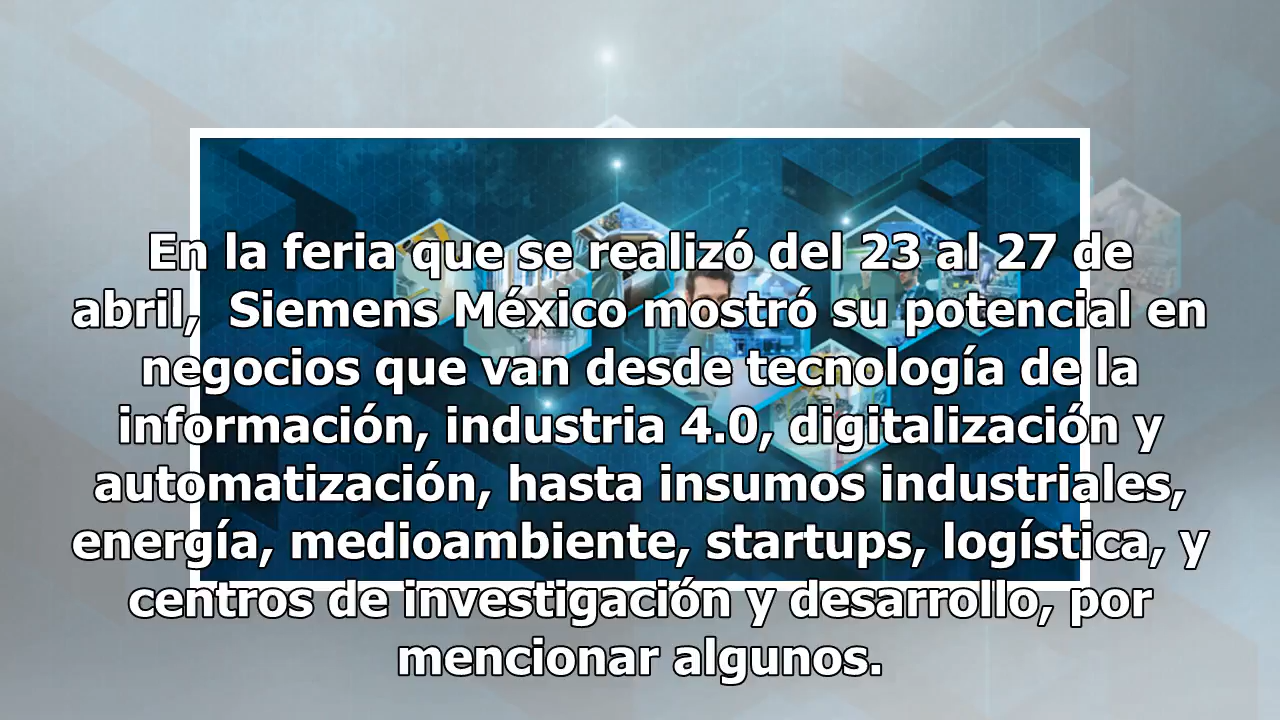 En la feria que se realizó del 23 al 27 de
abril,  Siemens México mostró su potencial en
negocios que van desde tecnología de la
información, industria 4.0, digitalización y
automatización, hasta insumos industriales,
energía, medioambiente, startups, logística, y
centros de investigación y desarrollo, por
mencionar algunos.